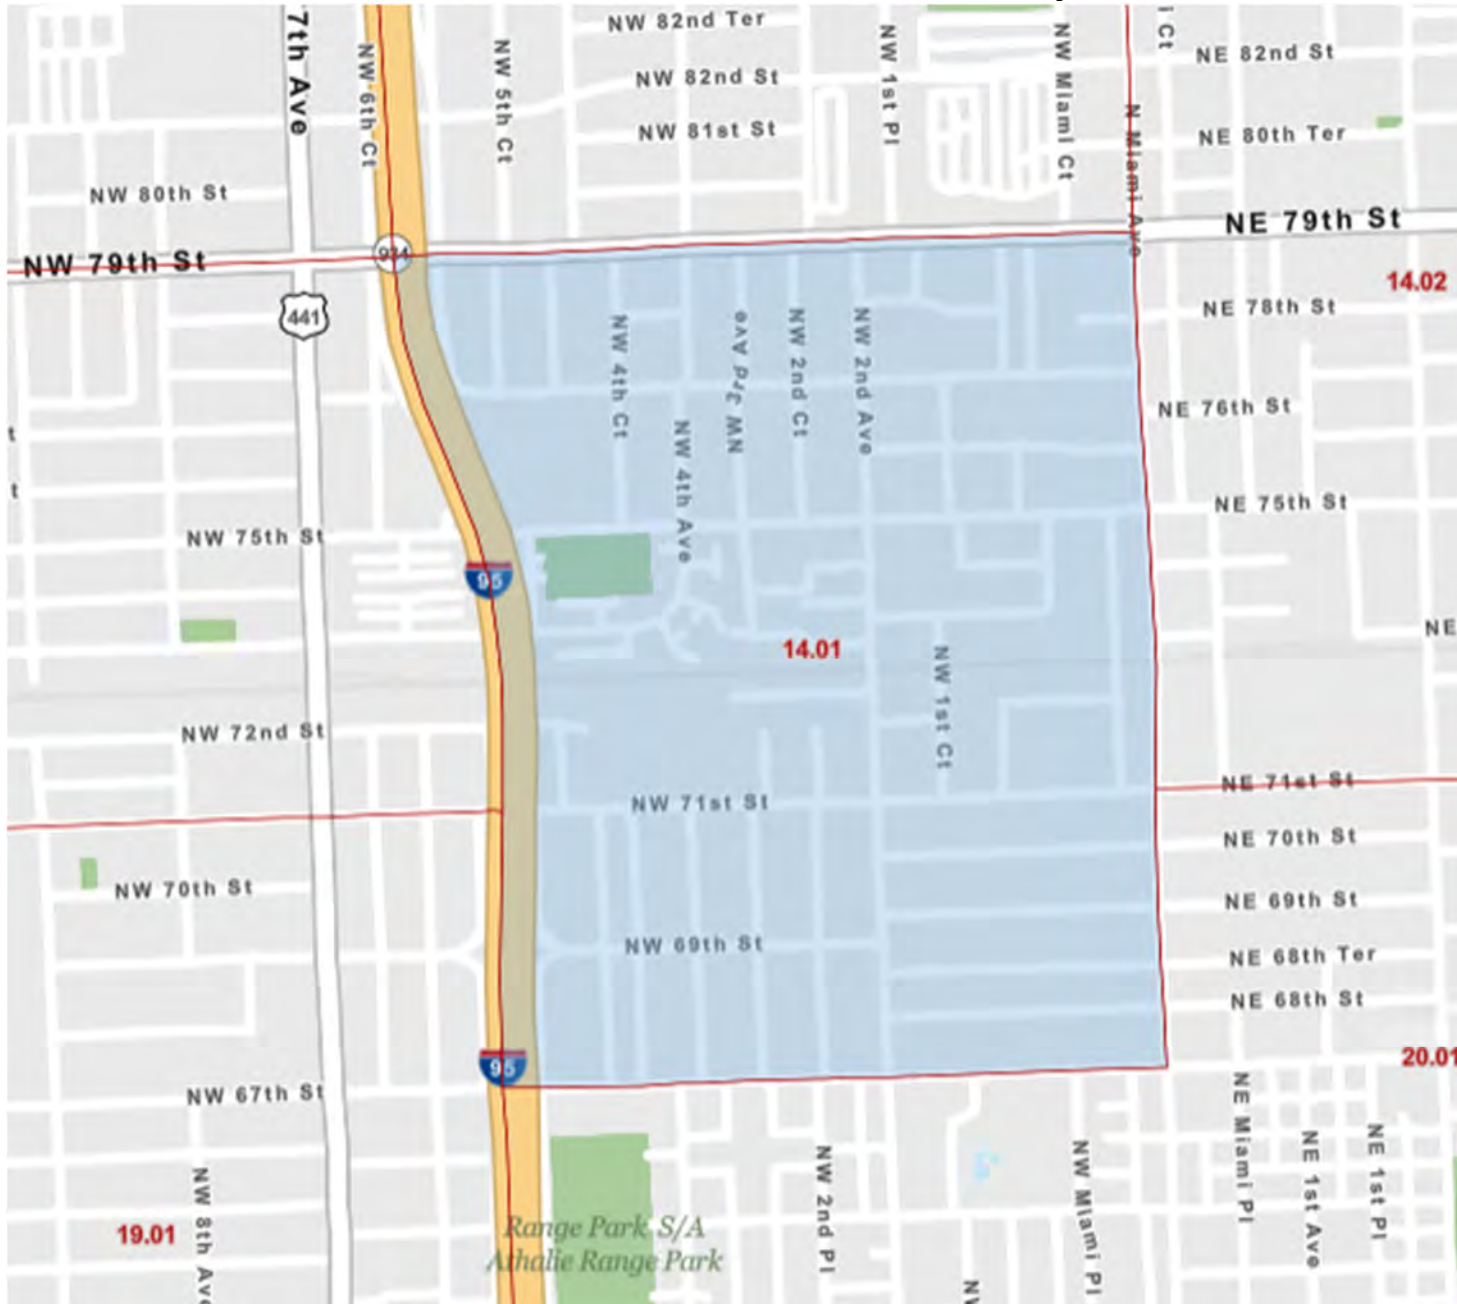 7th Ave
NW 6th Ct
NW 5th Ct
NW 82nd Ter
NW 82nd St
NW 81st St
NW 1st Pl
NW Miami Ct
i Ct
N Miami Ave
NE 82nd St
NE 80th Ter
NW 80th St
NE 79th St
NW 79th St
934
14.02
441
NE 78th St
NW 4th Ct
NW 3rd Ave
NW 2nd Ct
NW 2nd Ave
NE 76th St
t
NW 4th Ave
t
NE 75th St
NW 75th St
95
14.01
NE
NW 1st Ct
NW 72nd St
NE 71st St
NW 71st St
NE 70th St
NW 70th St
NE 69th St
NW 69th St
NE 68th Ter
NE 68th St
95
20.01
NW 67th St
NE Miami Pl
NE 1st Ave
NE 1st Pl
NW 2nd Pl
NW Miami Pl
NW 8th Ave
19.01
Range Park S/A
Athalie Range Park
NW